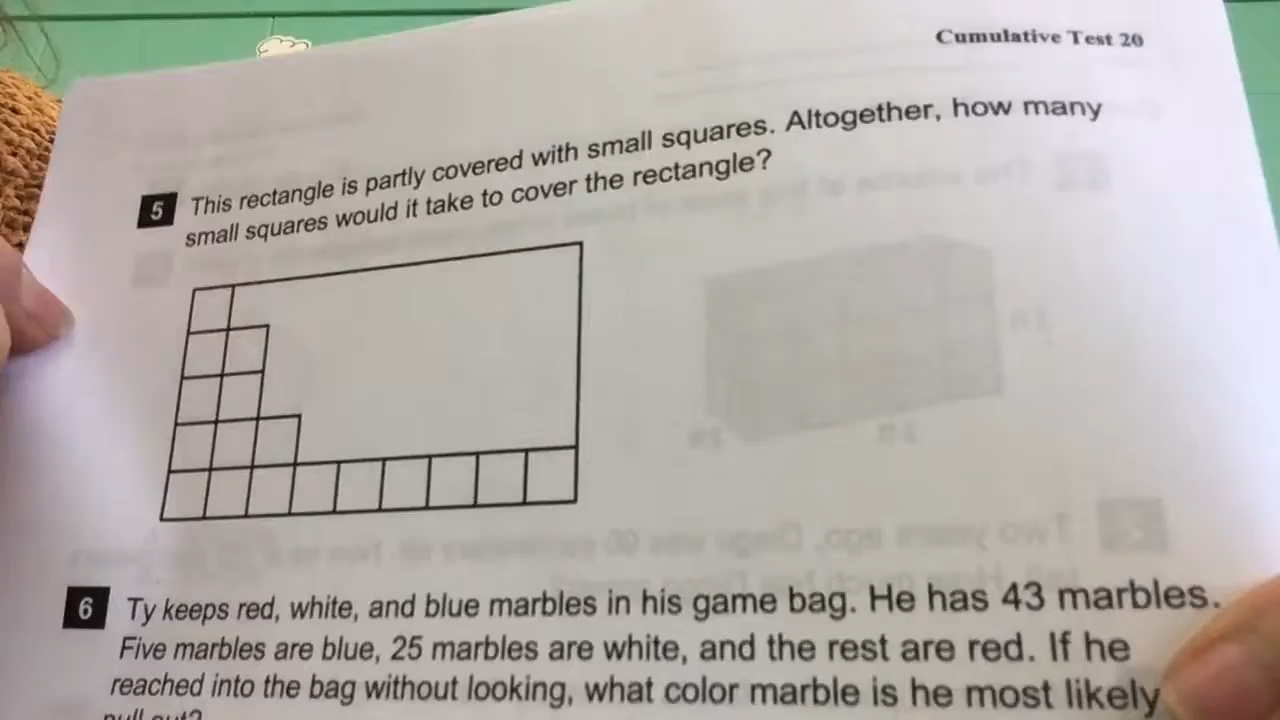 Cumulative Test 20
5 This rectangle is partly covered with small squares. Altogether, how many
small squares would it take to cover the rectangle?
6 Ty keeps red, white, and blue marbles in his game bag. He has 43 marbles.
Five marbles are blue, 25 marbles are white, and the rest are red. If he
reached into the bag without looking, what color marble is he most likely
pull out?